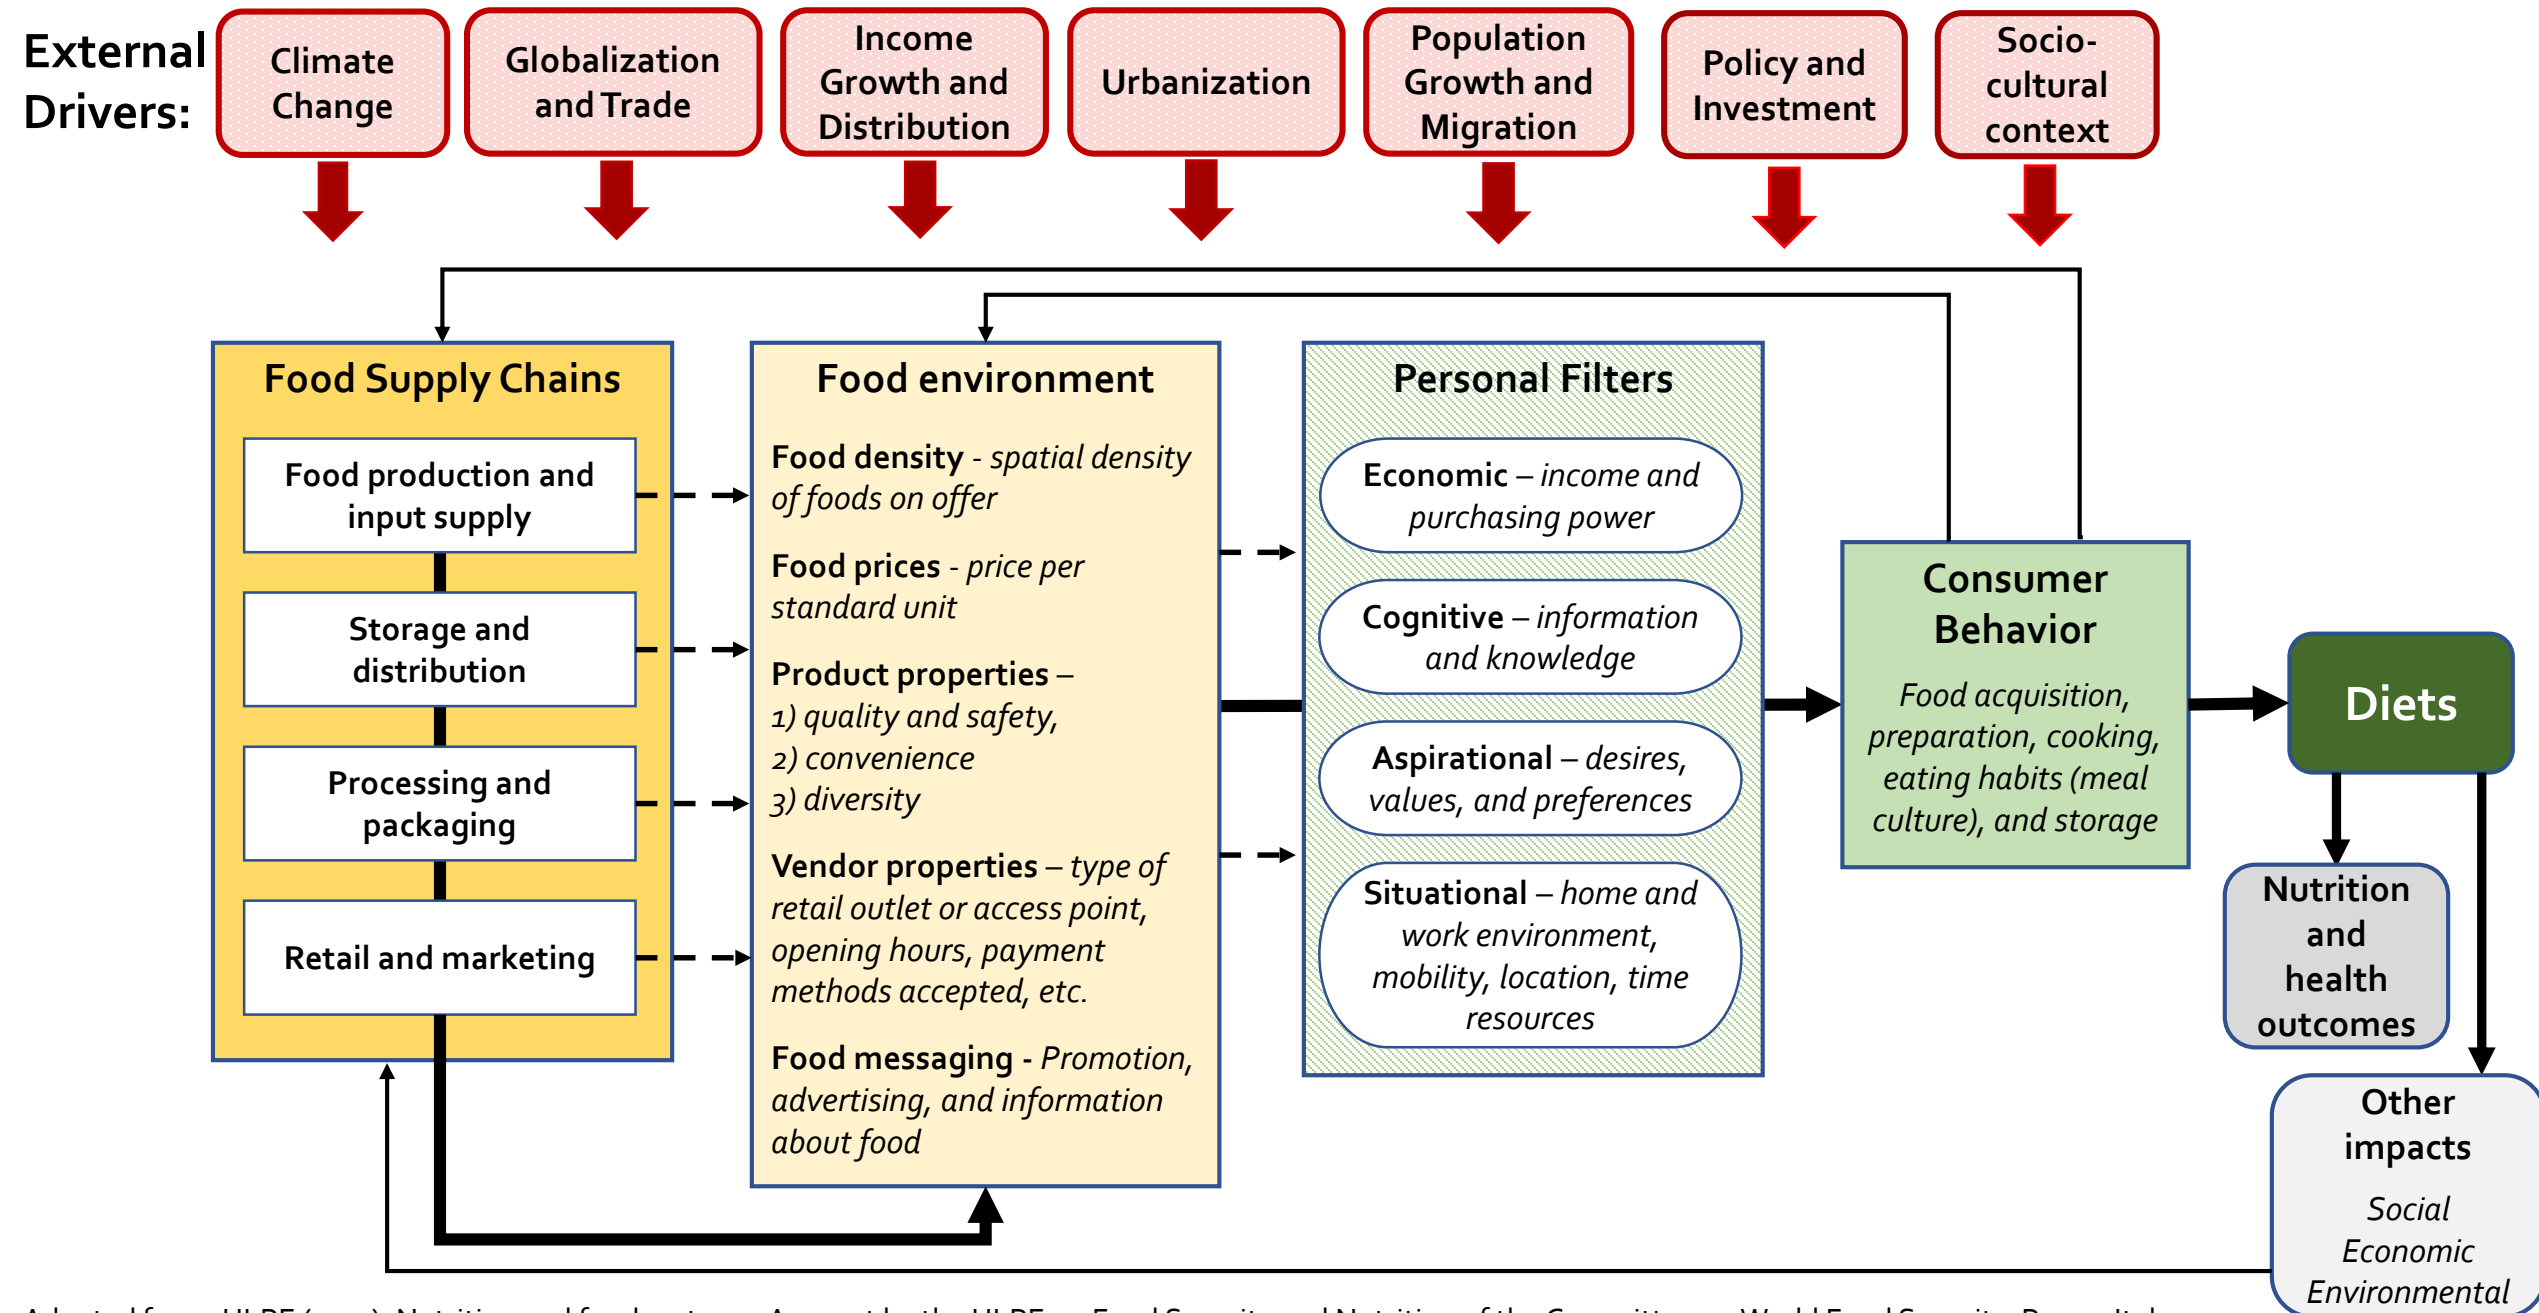 External
Drivers:
Climate
Change
Globalization
and Trade
Income
Growth and
Distribution
Urbanization
Population
Growth and
Migration
Policy and
Investment
Socio-
cultural
context
Food Supply Chains
Food production and
input supply
Storage and
distribution
Processing and
packaging
Retail and marketing
Food environment
Food density - spatial density
of foods on offer
Food prices - price per
standard unit
Product properties –
1) quality and safety,
2) convenience
3) diversity
Vendor properties – type of
retail outlet or access point,
opening hours, payment
methods accepted, etc.
Food messaging - Promotion,
advertising, and information
about food
Personal Filters
Economic – income and
purchasing power
Cognitive – information
and knowledge
Aspirational – desires,
values, and preferences
Situational – home and
work environment,
mobility, location, time
resources
Consumer
Behavior
Food acquisition,
preparation, cooking,
eating habits (meal
culture), and storage
Diets
Nutrition
and
health
outcomes
Other
impacts
Social
Economic
Environmental